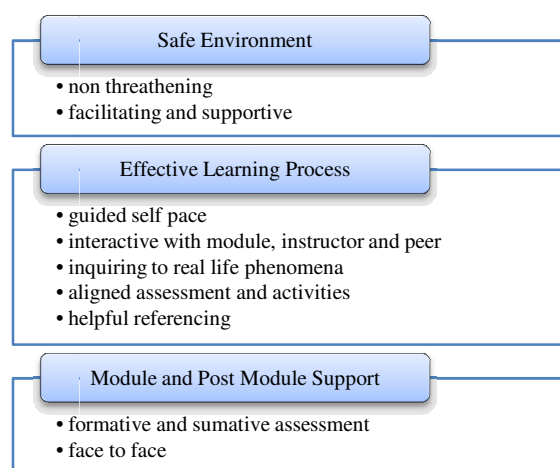 Safe Environment
• non threathening
• facilitating and supportive
Effective Learning Process
• guided self pace
• interactive with module, instructor and peer
• inquiring to real life phenomena
• aligned assessment and activities
• helpful referencing
Module and Post Module Support
• formative and sumative assessment
• face to face